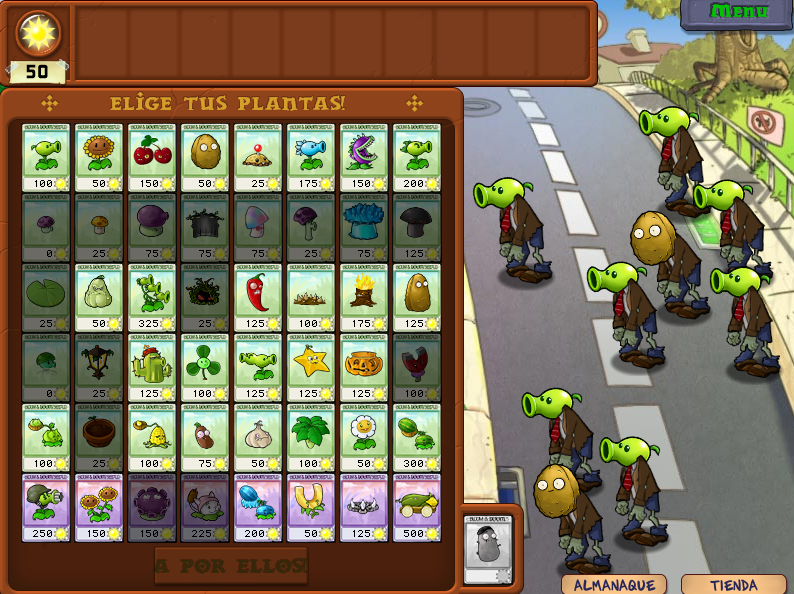 Menu
50
ELIGE TUS PLANTAS!
100 50 150 50 25 175 150 200
0 25 75 75 75 25 75 125
25 50 325 25 125 100 175 125
0 25 125 100 125 125 125 100
100 25 100 75 50 100 50 300
250 150 150 225 200 50 125 500
A POR ELLOS!
ALMANAQUE
TIENDA